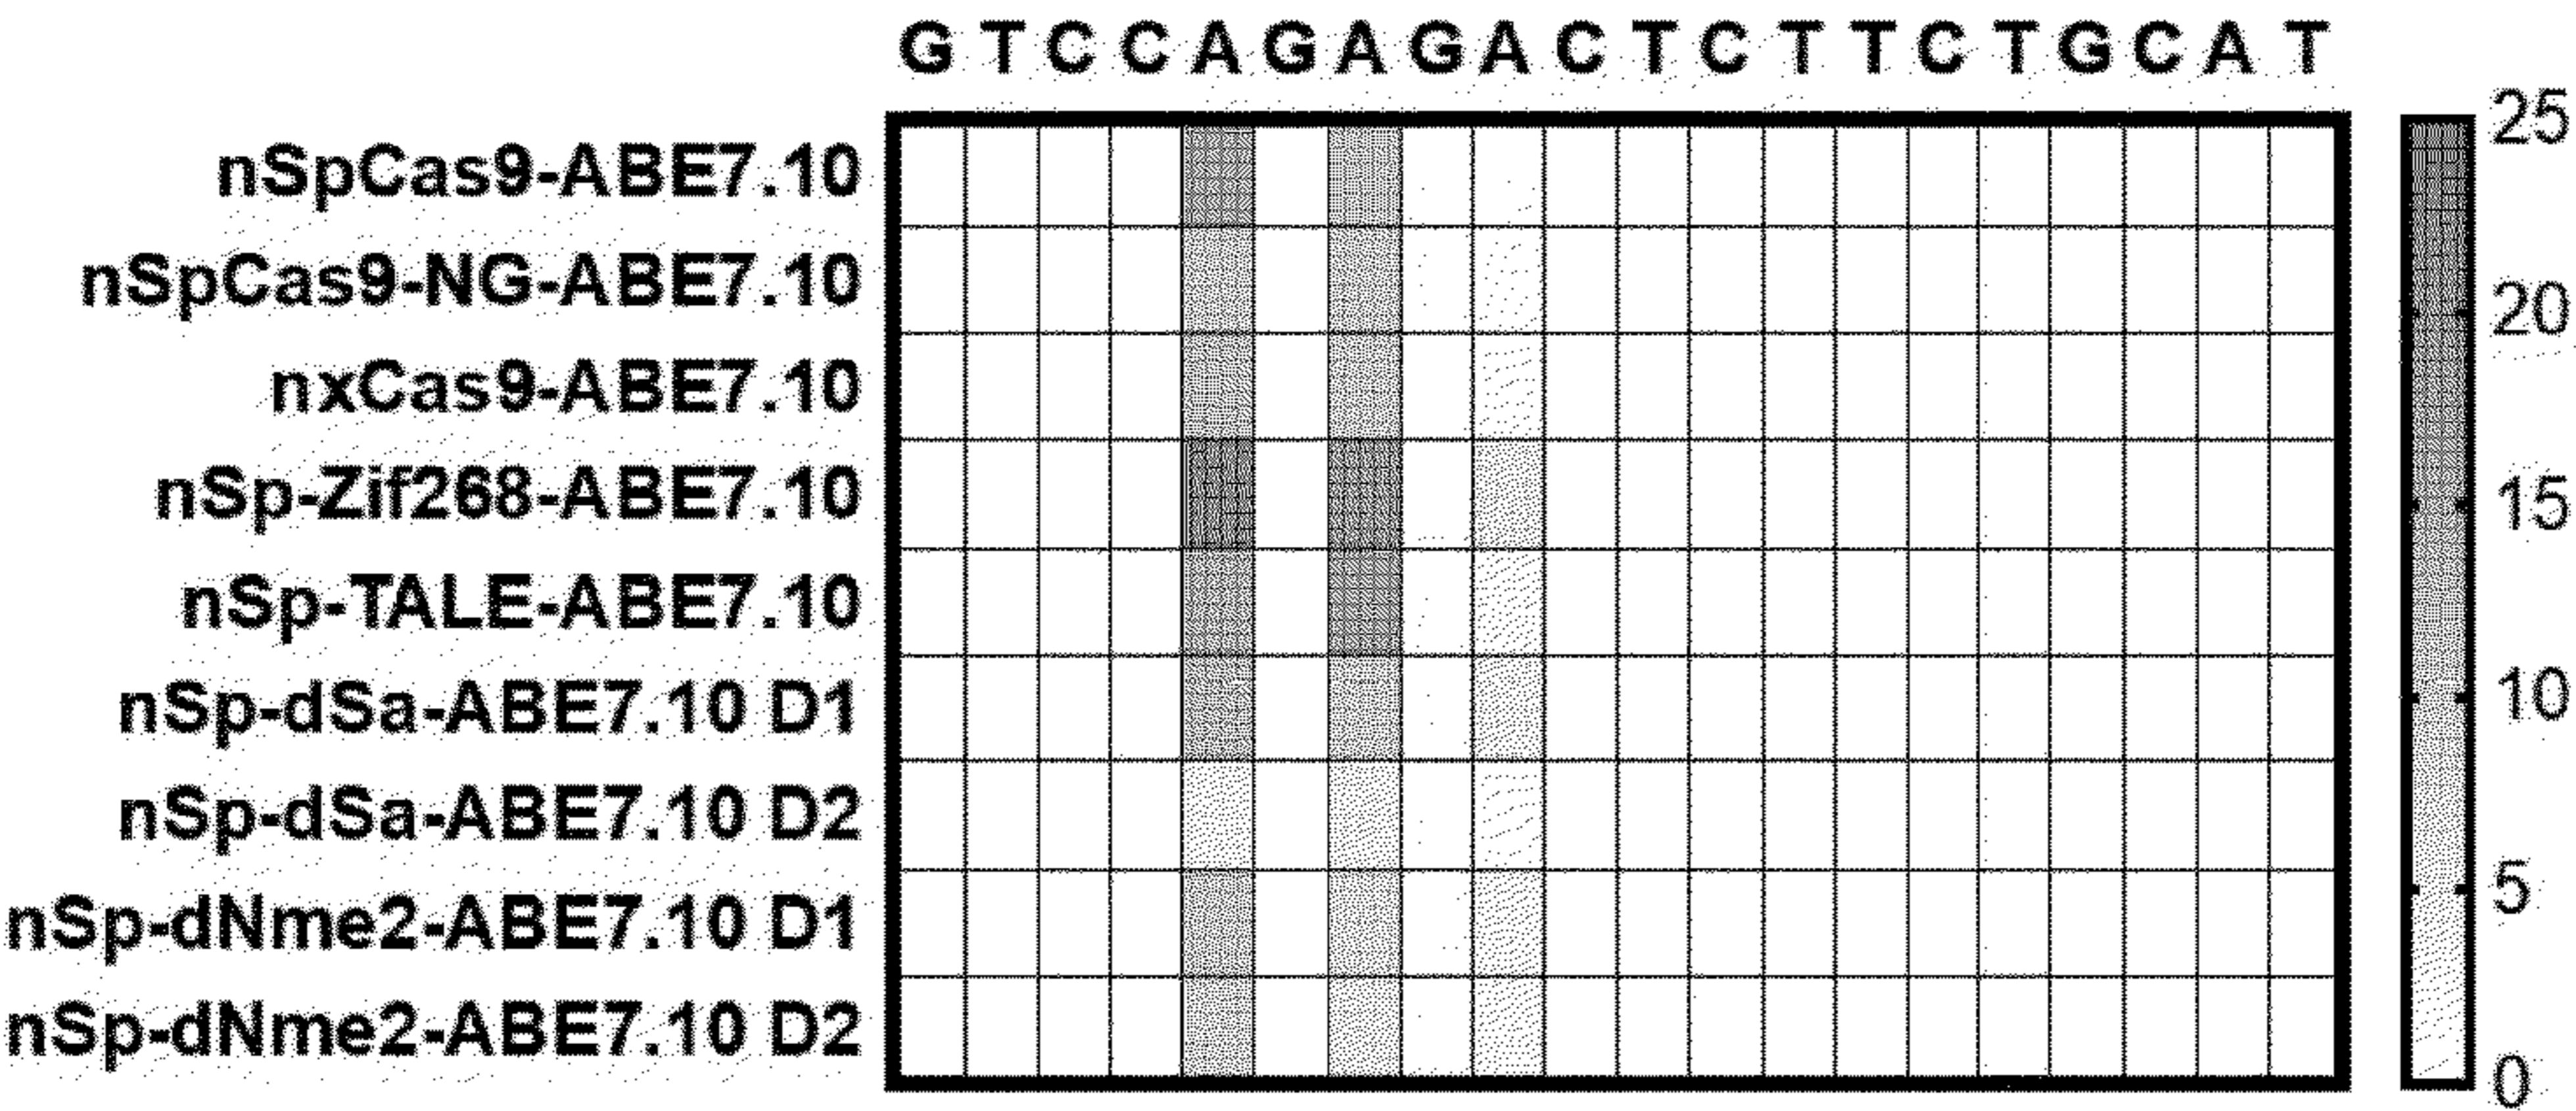 G T C C A G A G A C T C T T C T G C A T
nSpCas9-ABE7.10
nSpCas9-NG-ABE7.10
nxCas9-ABE7.10
nSp-Zif268-ABE7.10
nSp-TALE-ABE7.10
nSp-dSa-ABE7.10 D1
nSp-dSa-ABE7.10 D2
nSp-dNme2-ABE7.10 D1
nSp-dNme2-ABE7.10 D2
25
20
15
10
5
0